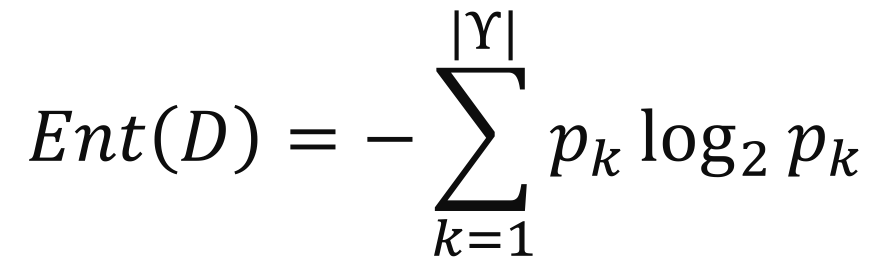 Ent(D) = − ∑_{k=1}^{|ϒ|} p_k log₂ p_k